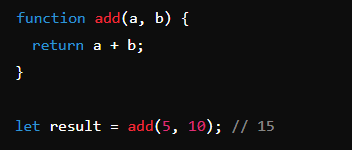 function add(a, b) {
  return a + b;
}

let result = add(5, 10); // 15